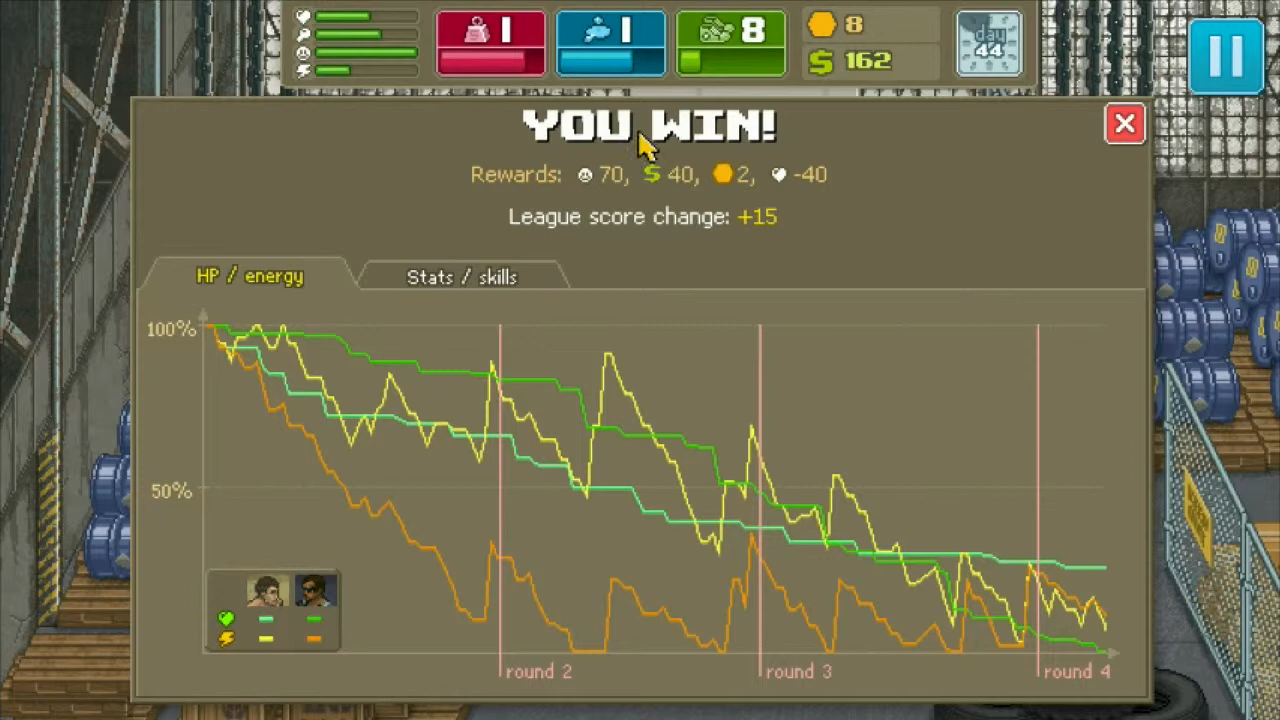 1
1
8
8
day
44
$ 162
YOU WIN!
Rewards: 70, $ 40, 2, -40
League score change: +15
HP / energy
Stats / skills
100%
50%
round 2
round 3
round 4